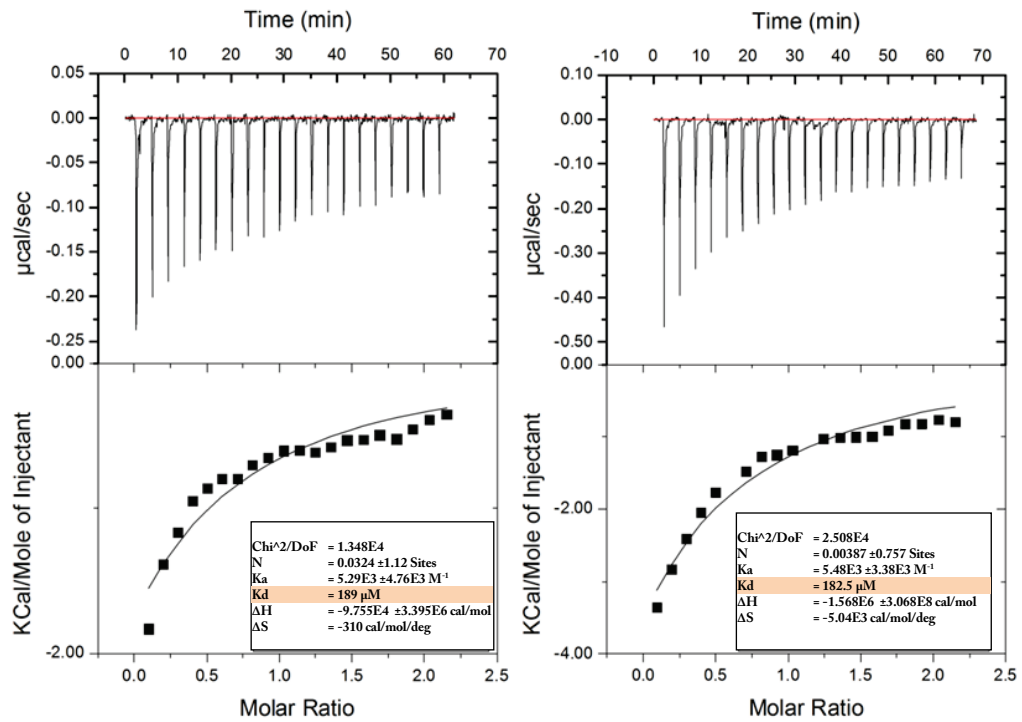 Time (min)
0 10 20 30 40 50 60 70
0.05
0.00
-0.05
-0.10
-0.15
-0.20
-0.25
µcal/sec
0.00
-2.00
KCal/Mole of Injectant
Chi^2/DoF = 1.348E4
N = 0.0324 ±1.12 Sites
Ka = 5.29E3 ±4.76E3 M⁻¹
Kd = 189 µM
ΔH = -9.755E4 ±3.395E6 cal/mol
ΔS = -310 cal/mol/deg
0.0 0.5 1.0 1.5 2.0 2.5
Molar Ratio
Time (min)
-10 0 10 20 30 40 50 60 70 80
0.10
0.00
-0.10
-0.20
-0.30
-0.40
-0.50
µcal/sec
0.00
-2.00
-4.00
KCal/Mole of Injectant
Chi^2/DoF = 2.508E4
N = 0.00387 ±0.757 Sites
Ka = 5.48E3 ±3.38E3 M⁻¹
Kd = 182.5 µM
ΔH = -1.568E6 ±3.068E8 cal/mol
ΔS = -5.04E3 cal/mol/deg
0.0 0.5 1.0 1.5 2.0 2.5
Molar Ratio